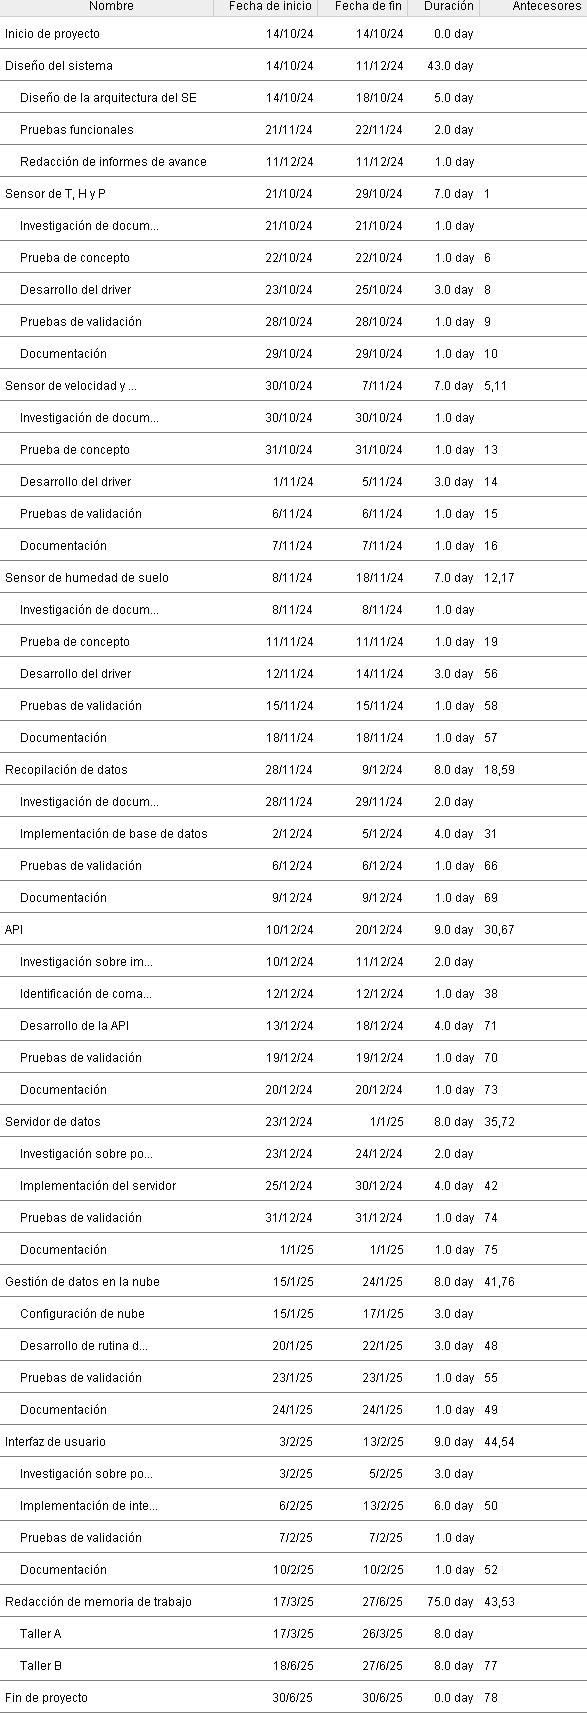 Nombre Fecha de inicio Fecha de fin Duración Antecesores
Inicio de proyecto 14/10/24 14/10/24 0.0 day
Diseño del sistema 14/10/24 11/12/24 43.0 day
Diseño de la arquitectura del SE 14/10/24 18/10/24 5.0 day
Pruebas funcionales 21/11/24 22/11/24 2.0 day
Redacción de informes de avance 11/12/24 11/12/24 1.0 day
Sensor de T, H y P 21/10/24 29/10/24 7.0 day 1
Investigación de docum... 21/10/24 21/10/24 1.0 day
Prueba de concepto 22/10/24 22/10/24 1.0 day 6
Desarrollo del driver 23/10/24 25/10/24 3.0 day 8
Pruebas de validación 28/10/24 28/10/24 1.0 day 9
Documentación 29/10/24 29/10/24 1.0 day 10
Sensor de velocidad y ... 30/10/24 7/11/24 7.0 day 5,11
Investigación de docum... 30/10/24 30/10/24 1.0 day
Prueba de concepto 31/10/24 31/10/24 1.0 day 13
Desarrollo del driver 1/11/24 5/11/24 3.0 day 14
Pruebas de validación 6/11/24 6/11/24 1.0 day 15
Documentación 7/11/24 7/11/24 1.0 day 16
Sensor de humedad de suelo 8/11/24 18/11/24 7.0 day 12,17
Investigación de docum... 8/11/24 8/11/24 1.0 day
Prueba de concepto 11/11/24 11/11/24 1.0 day 19
Desarrollo del driver 12/11/24 14/11/24 3.0 day 56
Pruebas de validación 15/11/24 15/11/24 1.0 day 58
Documentación 18/11/24 18/11/24 1.0 day 57
Recopilación de datos 28/11/24 9/12/24 8.0 day 18,59
Investigación de docum... 28/11/24 29/11/24 2.0 day
Implementación de base de datos 2/12/24 5/12/24 4.0 day 31
Pruebas de validación 6/12/24 6/12/24 1.0 day 66
Documentación 9/12/24 9/12/24 1.0 day 69
API 10/12/24 20/12/24 9.0 day 30,67
Investigación sobre im... 10/12/24 11/12/24 2.0 day
Identificación de coma... 12/12/24 12/12/24 1.0 day 38
Desarrollo de la API 13/12/24 18/12/24 4.0 day 71
Pruebas de validación 19/12/24 19/12/24 1.0 day 70
Documentación 20/12/24 20/12/24 1.0 day 73
Servidor de datos 23/12/24 1/1/25 8.0 day 35,72
Investigación sobre po... 23/12/24 24/12/24 2.0 day
Implementación del servidor 25/12/24 30/12/24 4.0 day 42
Pruebas de validación 31/12/24 31/12/24 1.0 day 74
Documentación 1/1/25 1/1/25 1.0 day 75
Gestión de datos en la nube 15/1/25 24/1/25 8.0 day 41,76
Configuración de nube 15/1/25 17/1/25 3.0 day
Desarrollo de rutina d... 20/1/25 22/1/25 3.0 day 48
Pruebas de validación 23/1/25 23/1/25 1.0 day 55
Documentación 24/1/25 24/1/25 1.0 day 49
Interfaz de usuario 3/2/25 13/2/25 9.0 day 44,54
Investigación sobre po... 3/2/25 5/2/25 3.0 day
Implementación de inte... 6/2/25 13/2/25 6.0 day 50
Pruebas de validación 7/2/25 7/2/25 1.0 day
Documentación 10/2/25 10/2/25 1.0 day 52
Redacción de memoria de trabajo 17/3/25 27/6/25 75.0 day 43,53
Taller A 17/3/25 26/3/25 8.0 day
Taller B 18/6/25 27/6/25 8.0 day 77
Fin de proyecto 30/6/25 30/6/25 0.0 day 78